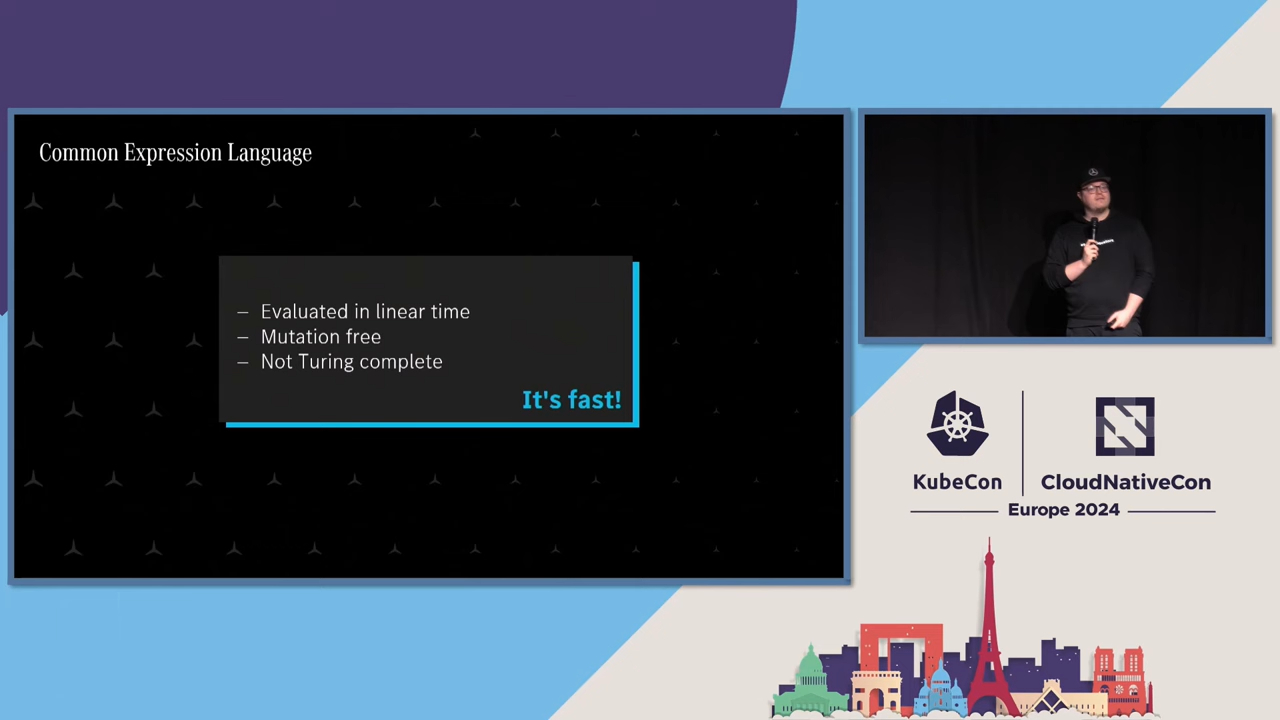 Common Expression Language
– Evaluated in linear time
– Mutation free
– Not Turing complete
It's fast!
KubeCon
CloudNativeCon
Europe 2024